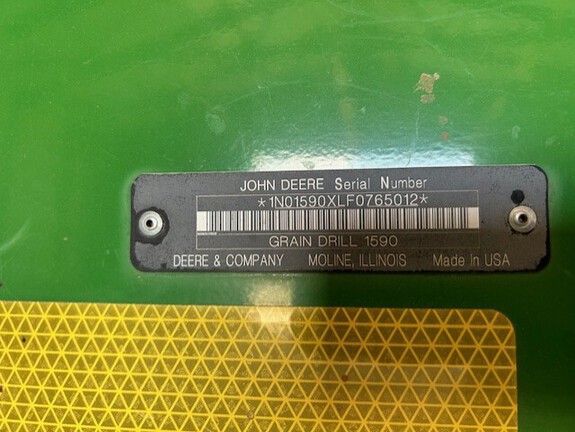 JOHN DEERE Serial Number
*1N01590XLF0765012*
GRAIN DRILL 1590
DEERE & COMPANY MOLINE, ILLINOIS Made In USA